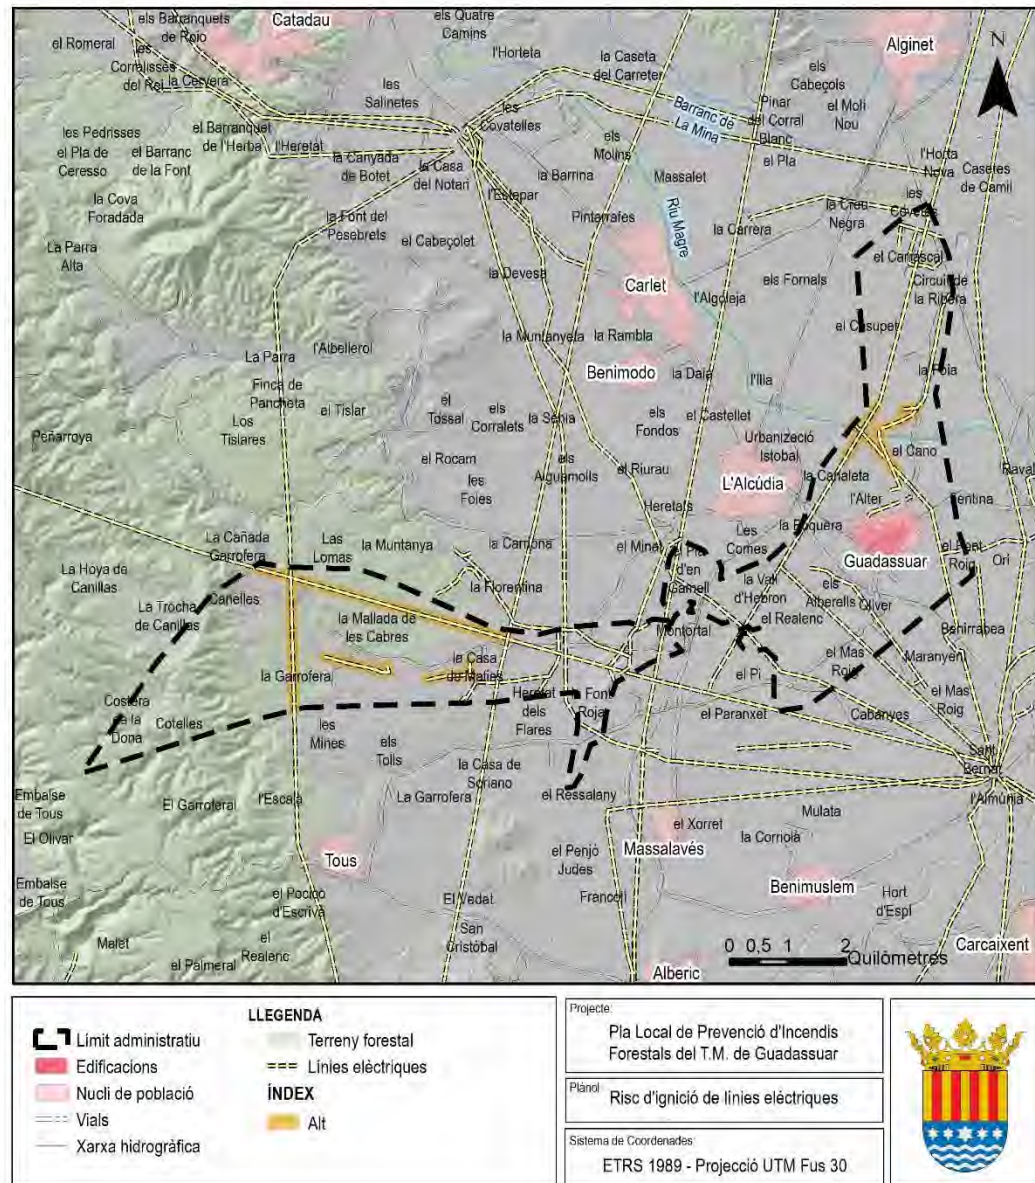 els Barranquets
de Roio
Catadau
els Quatre
Camins
Alginet
el Romeral
les
Corralisses
del Rei
la Cervera
l'Horteta
la Caseta
del Carreter
els
Cabeçols
N
les
Salinetes
les
Covatelles
Barranc de
La Mina
Pinar
del Corral
Blanc
el Moli
Nou
les Pedrisses
el Barranquet
de l'Herba
l'Heretat
el Pla de
Ceresso
el Barranc
de la Font
la Canyada
de Botet
la Casa
del Notari
els
Molins
el Pla
l'Horta
Nova
la Barrina
Massalet
Casetes
de Camil
la Cova
Foradada
l'Estepar
les
Covetes
la Font del
Pesebrets
Pintarrafes
Riu Magre
la Creu
Negra
la Carrera
La Parra
Alta
el Cabeçolet
el Carrascal
la Devesa
Carlet
els Fornals
Circuit de
la Ribera
l'Algoleja
la Muntanyeta
la Rambla
el Casuper
La Parra
l'Albellerol
Benimodo
la Dala
l'Illa
la Foia
Finca de
Pancheta
el Tislar
el
Tossal
els
Corralets
la Sénia
els
Fondos
el Castellet
Los
Tislares
Peñarroya
Urbanizació
Istobal
el Cano
el Rocam
els
Aiguamolls
el Riurau
L'Alcúdia
la Canaleta
les
Foies
l'Alter
Heretats
la Boquera
La Cañada
Garrofera
Las
Lomas
la Muntanya
la Carmona
el Minat
el Pla
d'en
Gamell
Les
Comes
Guadassuar
el Pont
Roig
Ori
La Hoya de
Canillas
la Florentina
la Vall
d'Hebron
els
Alberells
Oliver
La Trocha
de Canillas
Canelles
la Mallada de
les Cabres
el Realenc
Montortal
Benirrabea
la Garrofera
la Casa
de Mafies
el Pi
el Mas
Roig
Maranyent
Costera
de la
Dona
Cotelles
Heretat
dels
Flares
Font
Roja
el Paranxet
Cabanyes
el Mas
Roig
les
Mines
els
Tolls
la Casa de
Soriano
Sant
Bernat
Embalse
de Tous
El Garroferal
l'Escala
La Garrofera
el Ressalany
l'Almúnia
El Olivar
Tous
Massalavés
el Xorret
Mulata
la Corriola
el Penjó
Judes
Embalse
de Tous
el Pocico
d'Escrivà
El Vedat
Francolí
Benimuslem
Hort
d'Espí
San
Cristóbal
Malet
el
Realenc
el Palmeral
Carcaixent
Alberic
0 0,5 1 2
Quilòmetres
LLEGENDA
Límit administratiu
Edificacions
Nucli de població
Vials
Xarxa hidrogràfica
Terreny forestal
Línies elèctriques
ÍNDEX
Alt
Projecte:
Pla Local de Prevenció d'Incendis
Forestals del T.M. de Guadassuar
Plànol:
Risc d'ignició de línies elèctriques
Sistema de Coordenades:
ETRS 1989 - Projecció UTM Fus 30